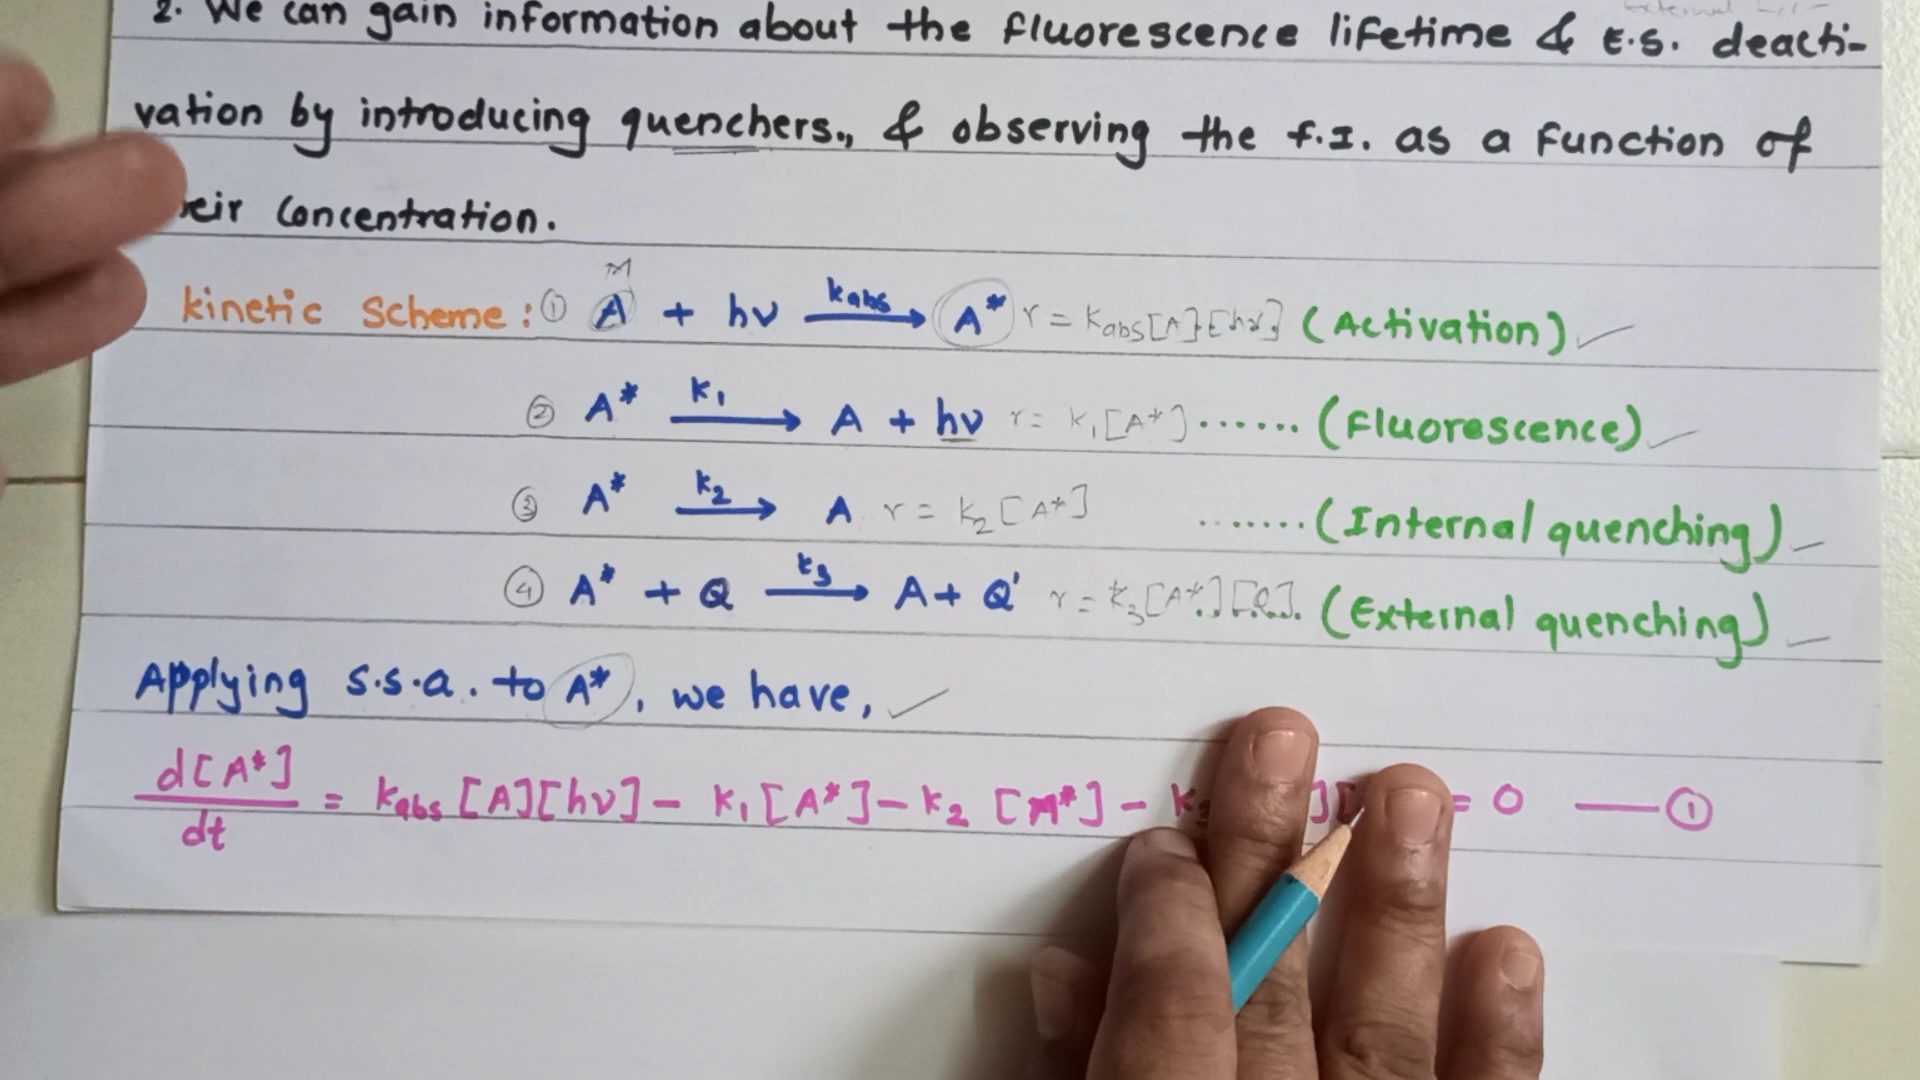 2. We can gain information about the fluorescence lifetime & E.S. deacti-
vation by introducing quenchers., & observing the f.I. as a function of
eir concentration.
M
kinetic scheme: ① A + hν kabs→ A* r = kabs[A][hν] (Activation) ✓
② A* k₁→ A + hν r = k₁[A*] ...... (Fluorescence) ✓
③ A* k₂→ A r = k₂[A*] ....... (Internal quenching)
④ A* + Q k₃→ A + Q' r = k₃[A*][Q] (External quenching)
Applying s.s.a. to A*, we have, ✓
d[A*]/dt = kabs [A][hν] – k₁[A*] – k₂ [A*] – k ][ = 0 —①